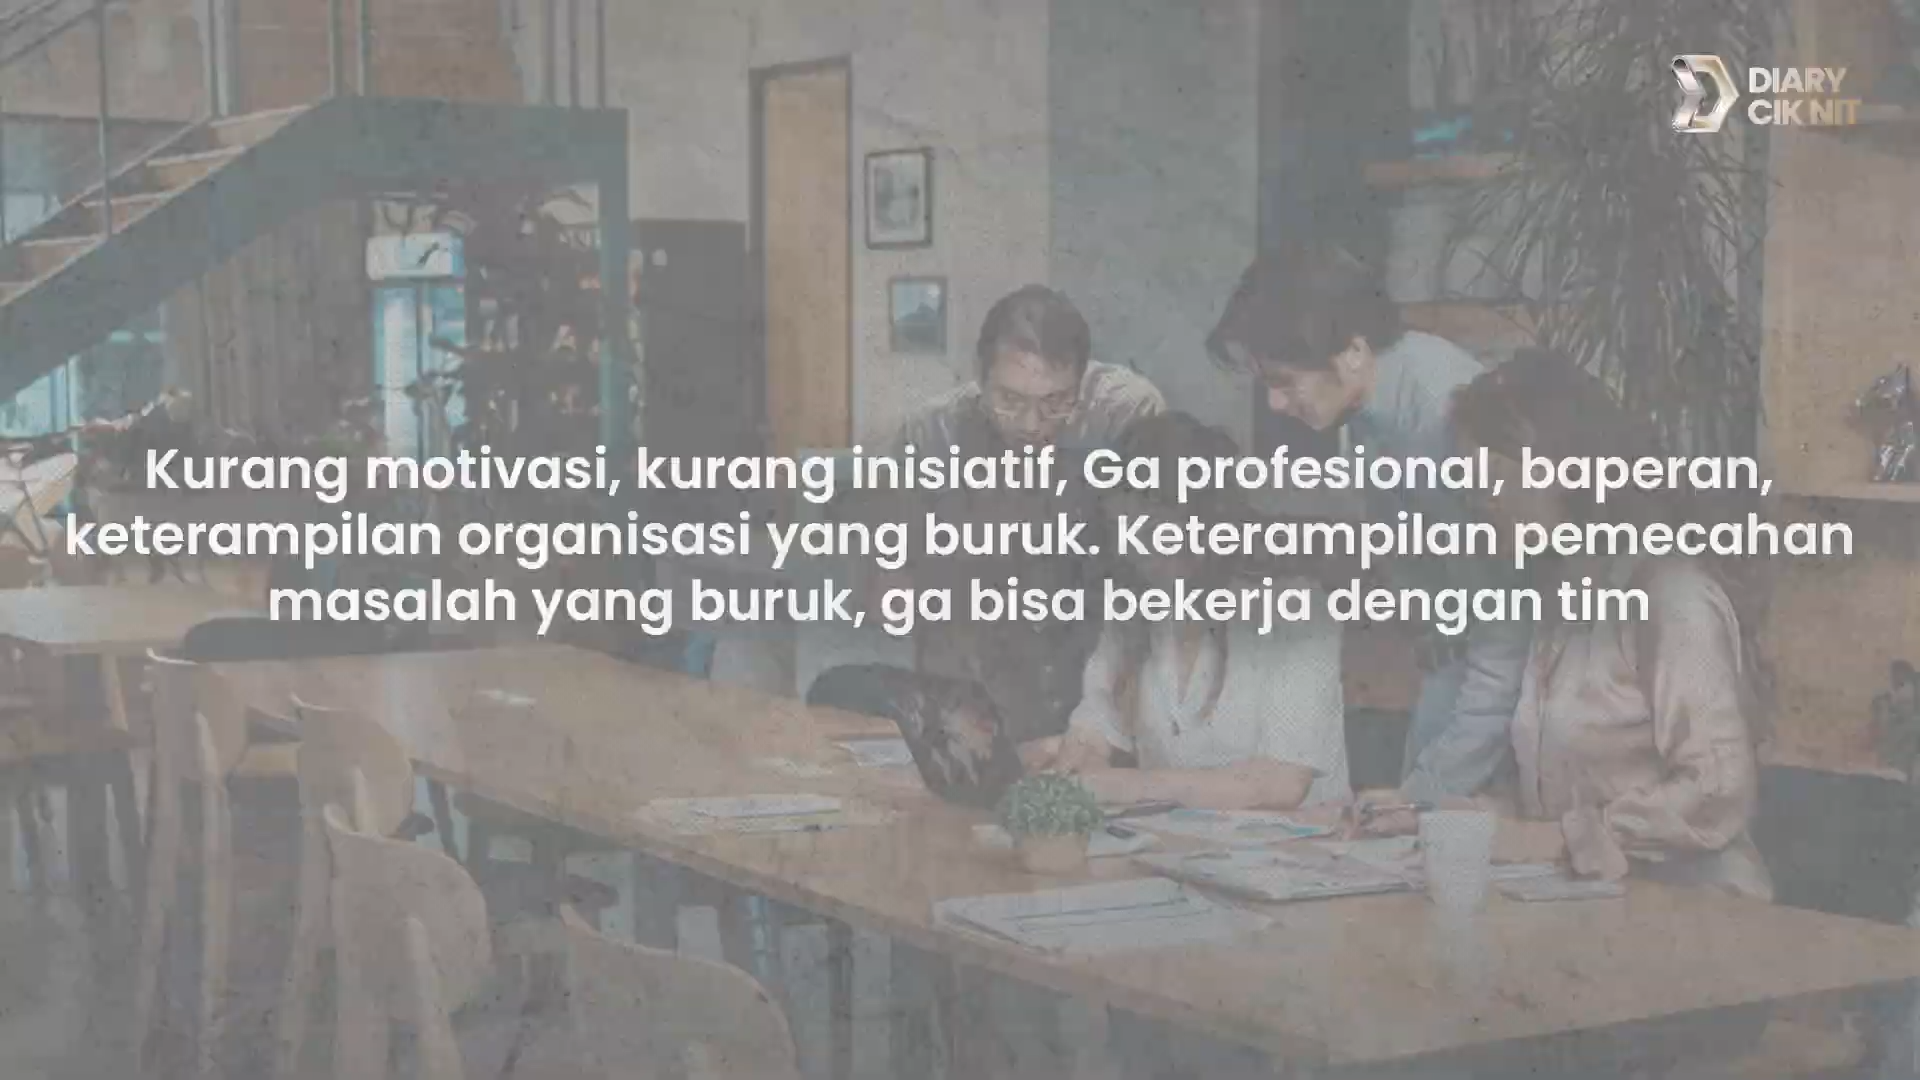 DIARY
CIK NIT
Kurang motivasi, kurang inisiatif, Ga profesional, baperan,
keterampilan organisasi yang buruk. Keterampilan pemecahan
masalah yang buruk, ga bisa bekerja dengan tim